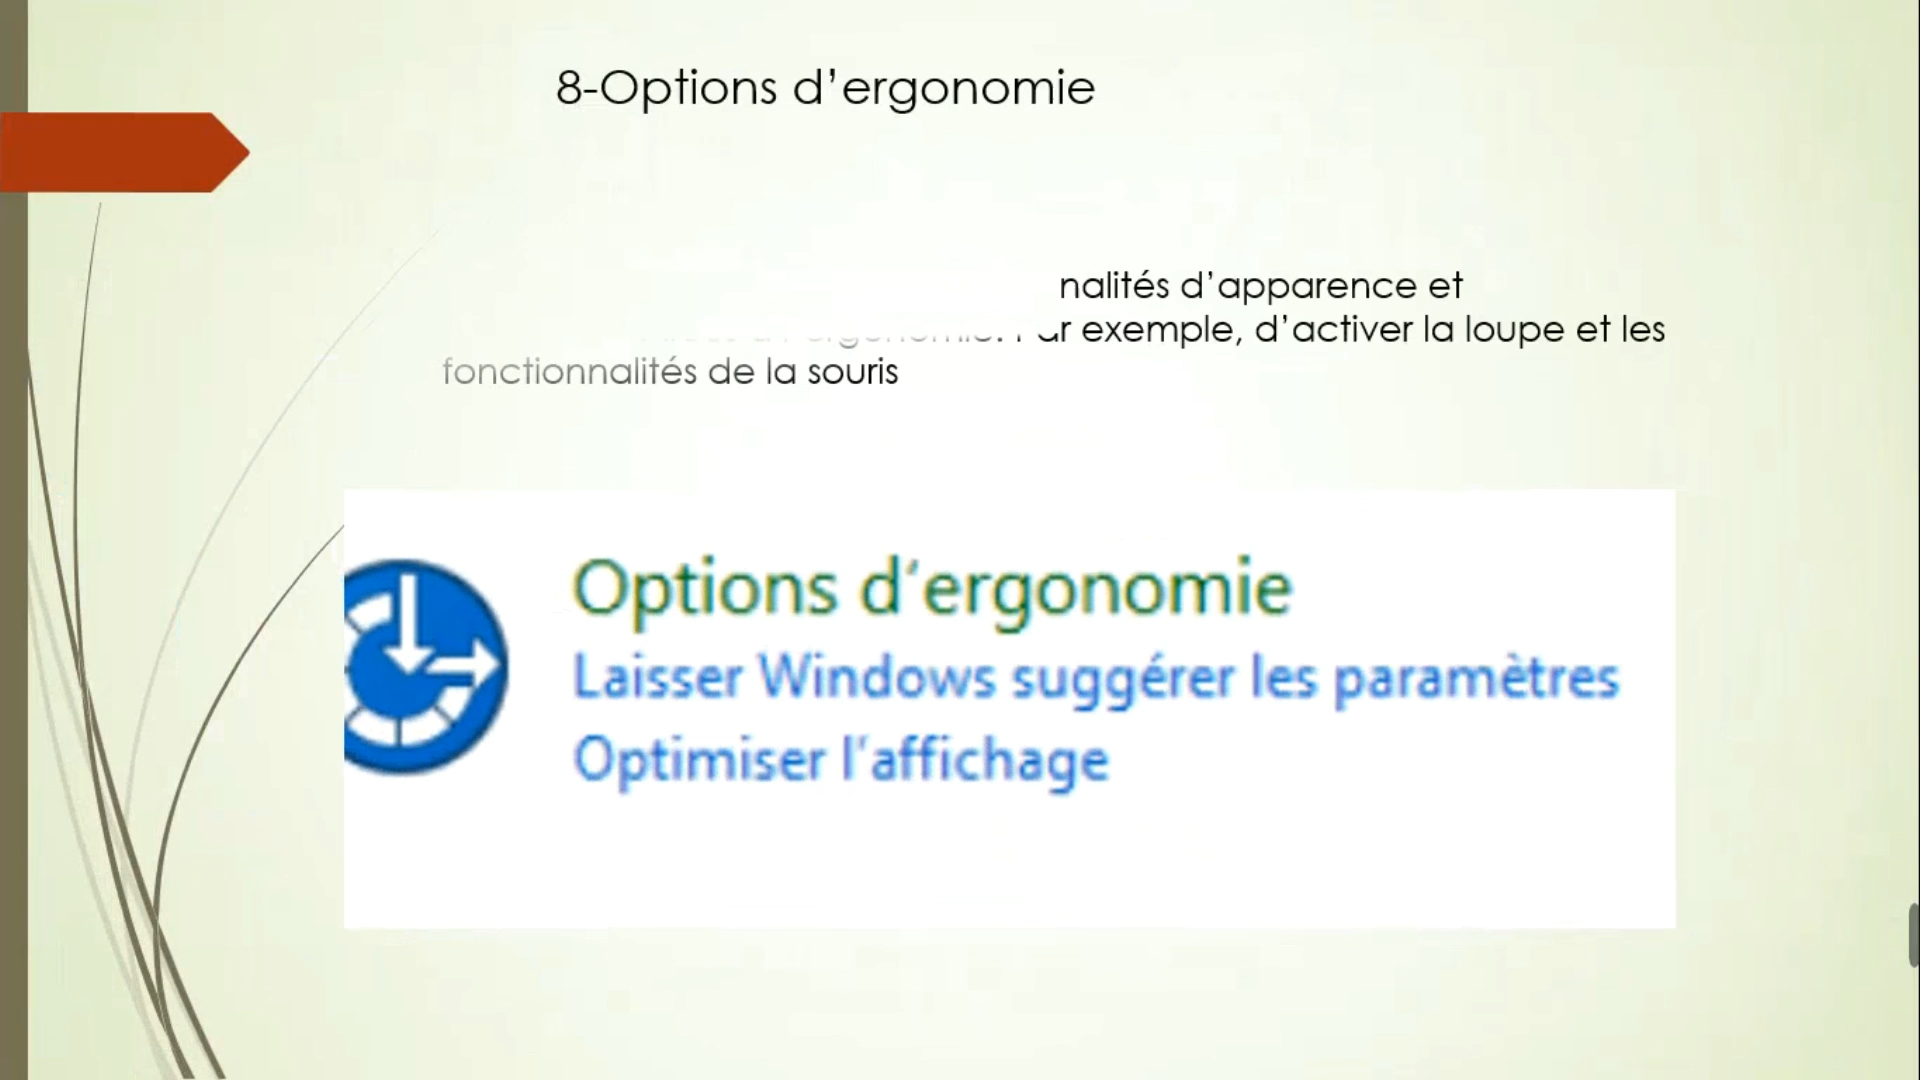 8-Options d’ergonomie
d’apparence et
exemple, d’activer la loupe et les
fonctionnalités de la souris
Options d’ergonomie
Laisser Windows suggérer les paramètres
Optimiser l’affichage